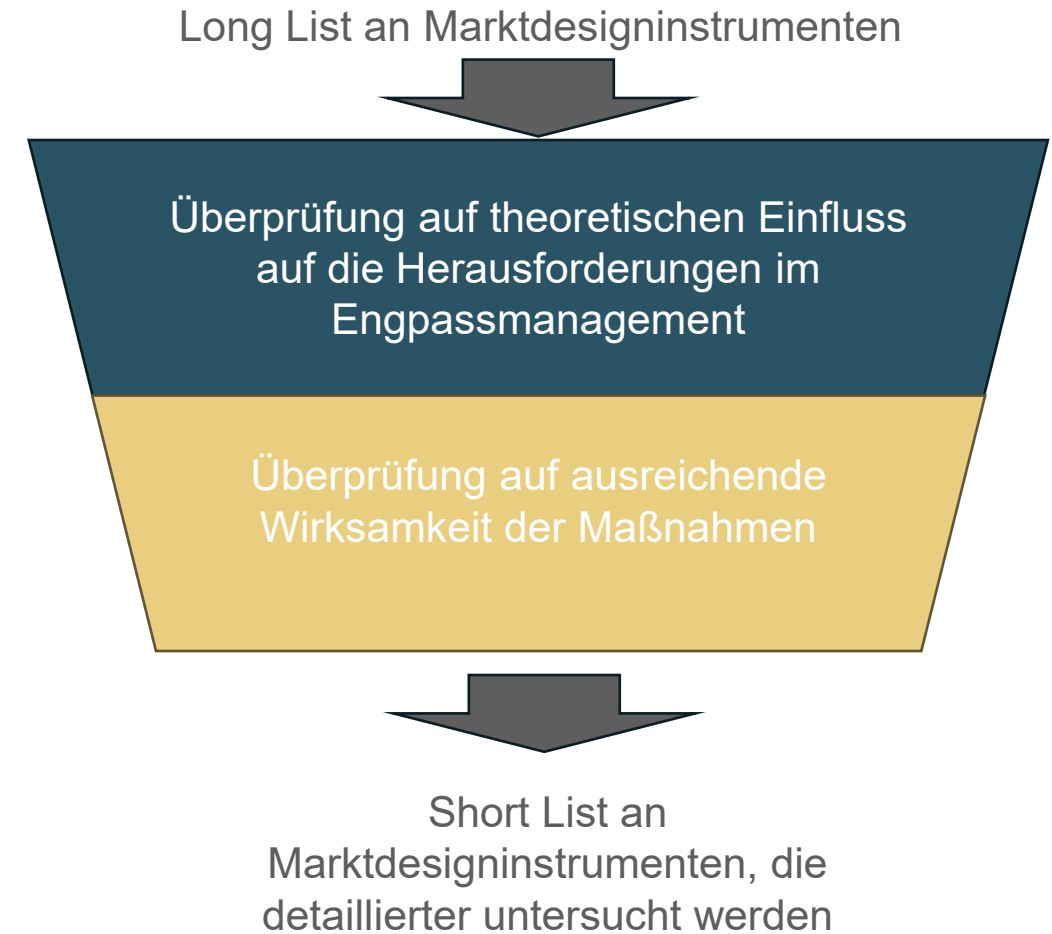 Long List an Marktdesigninstrumenten
Überprüfung auf theoretischen Einfluss
auf die Herausforderungen im
Engpassmanagement
Überprüfung auf ausreichende
Wirksamkeit der Maßnahmen
Short List an
Marktdesigninstrumenten, die
detaillierter untersucht werden